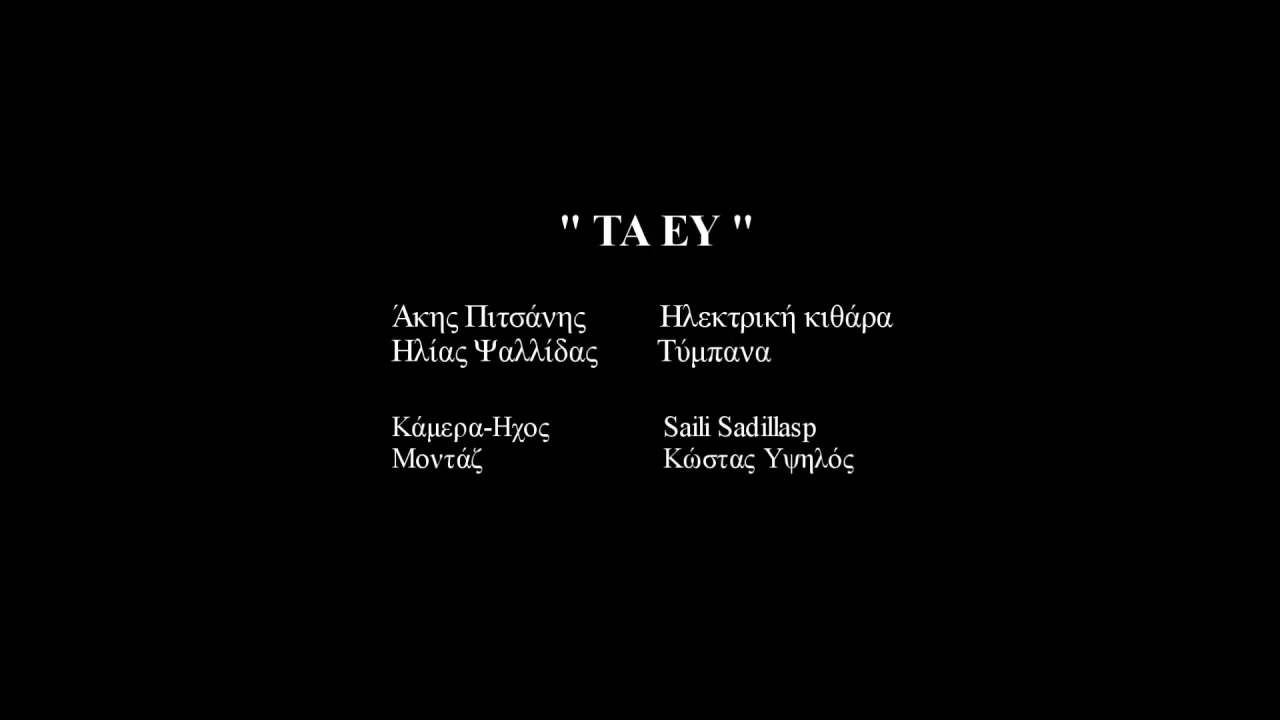 " ΤΑ ΕΥ "
Άκης Πιτσάνης Ηλεκτρική κιθάρα
Ηλίας Ψαλλίδας Τύμπανα
Κάμερα-Ηχος Saili Sadillasp
Μοντάζ Κώστας Υψηλός